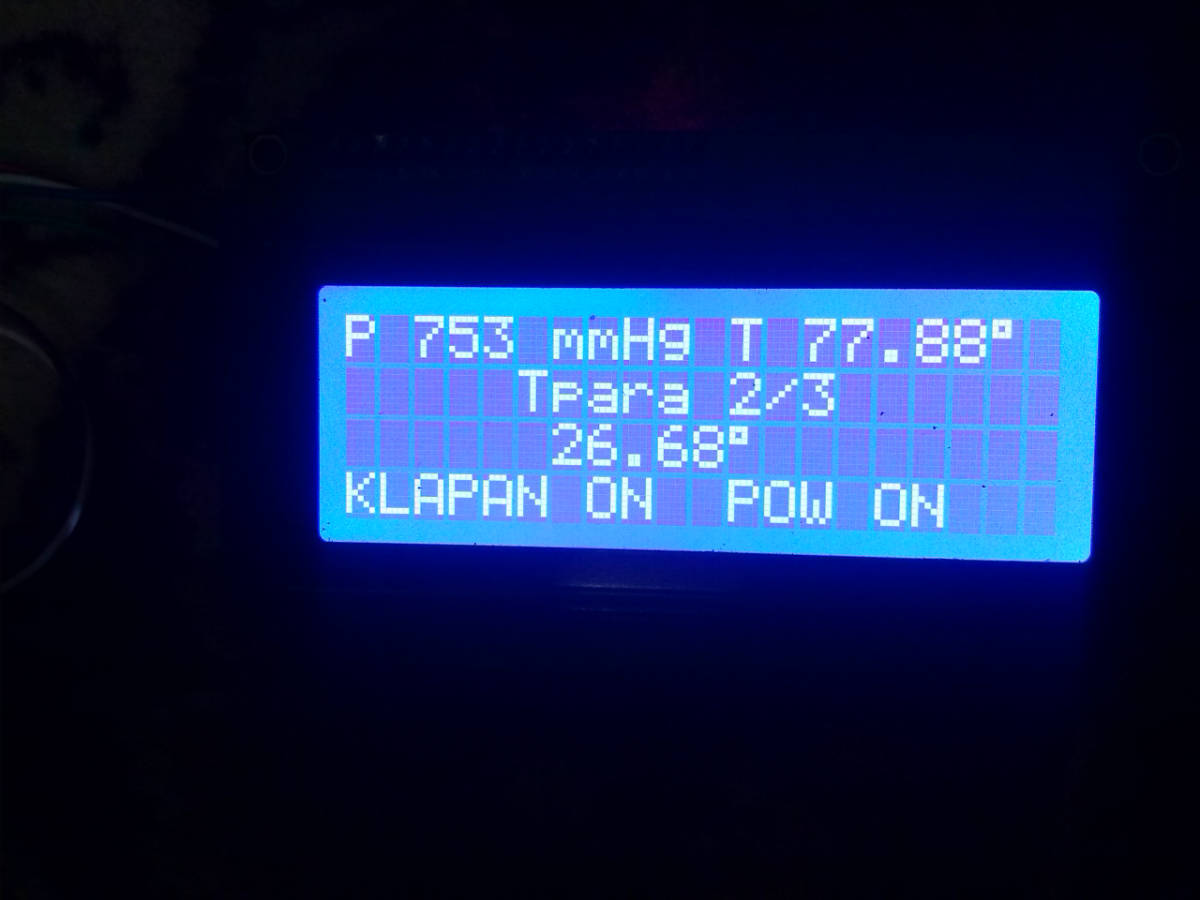 P 753 mmHg T 77.88°
Tpara 2/3
26.68°
KLAPAN ON POW ON